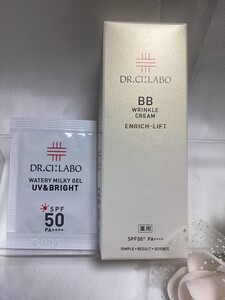 DR.CI:LABO
WATERY MILKY GEL
UV&BRIGHT
SPF
50
PA++++
DR.CI:LABO
BB
WRINKLE
CREAM
ENRICH-LIFT
薬用
SPF50+ PA++++
SIMPLE • RESULT • SCIENCE